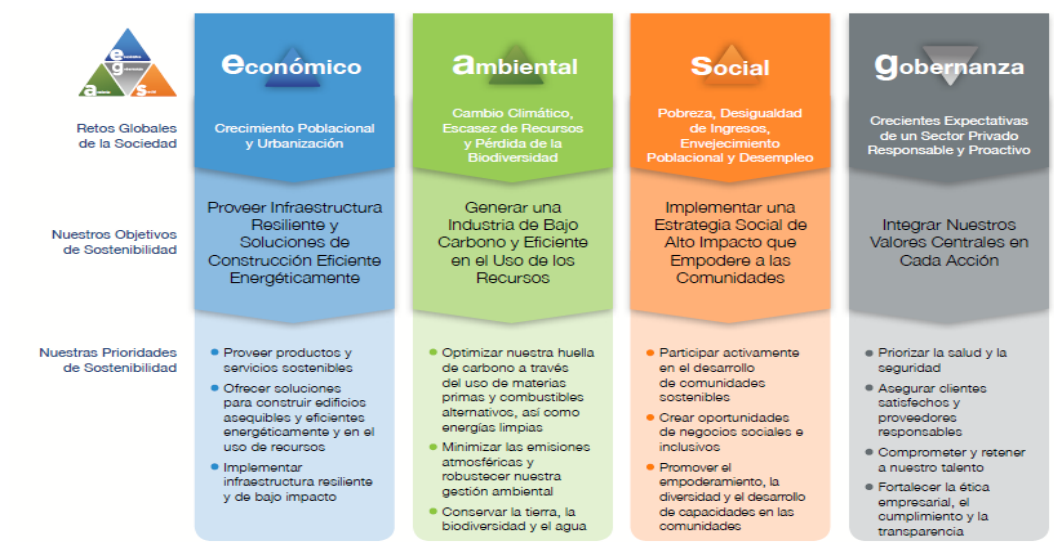 e
g
a
s
económico
ambiental
social
gobernanza
Retos Globales
de la Sociedad
Crecimiento Poblacional
y Urbanización
Cambio Climático,
Escasez de Recursos
y Pérdida de la
Biodiversidad
Pobreza, Desigualdad
de Ingresos,
Envejecimiento
Poblacional y Desempleo
Crecientes Expectativas
de un Sector Privado
Responsable y Proactivo
Nuestros Objetivos
de Sostenibilidad
Proveer Infraestructura
Resiliente y
Soluciones de
Construcción Eficiente
Energéticamente
Generar una
Industria de Bajo
Carbono y Eficiente
en el Uso de los
Recursos
Implementar una
Estrategia Social de
Alto Impacto que
Empodere a las
Comunidades
Integrar Nuestros
Valores Centrales en
Cada Acción
Nuestras Prioridades
de Sostenibilidad
• Proveer productos y
servicios sostenibles
• Ofrecer soluciones
para construir edificios
asequibles y eficientes
energéticamente y en el
uso de recursos
• Implementar
infraestructura resiliente
y de bajo impacto
• Optimizar nuestra huella
de carbono a través
del uso de materias
primas y combustibles
alternativos, así como
energías limpias
• Minimizar las emisiones
atmosféricas y
robustecer nuestra
gestión ambiental
• Conservar la tierra, la
biodiversidad y el agua
• Participar activamente
en el desarrollo
de comunidades
sostenibles
• Crear oportunidades
de negocios sociales e
inclusivos
• Promover el
empoderamiento, la
diversidad y el desarrollo
de capacidades en las
comunidades
• Priorizar la salud y la
seguridad
• Asegurar clientes
satisfechos y
proveedores
responsables
• Comprometer y retener
a nuestro talento
• Fortalecer la ética
empresarial, el
cumplimiento y la
transparencia